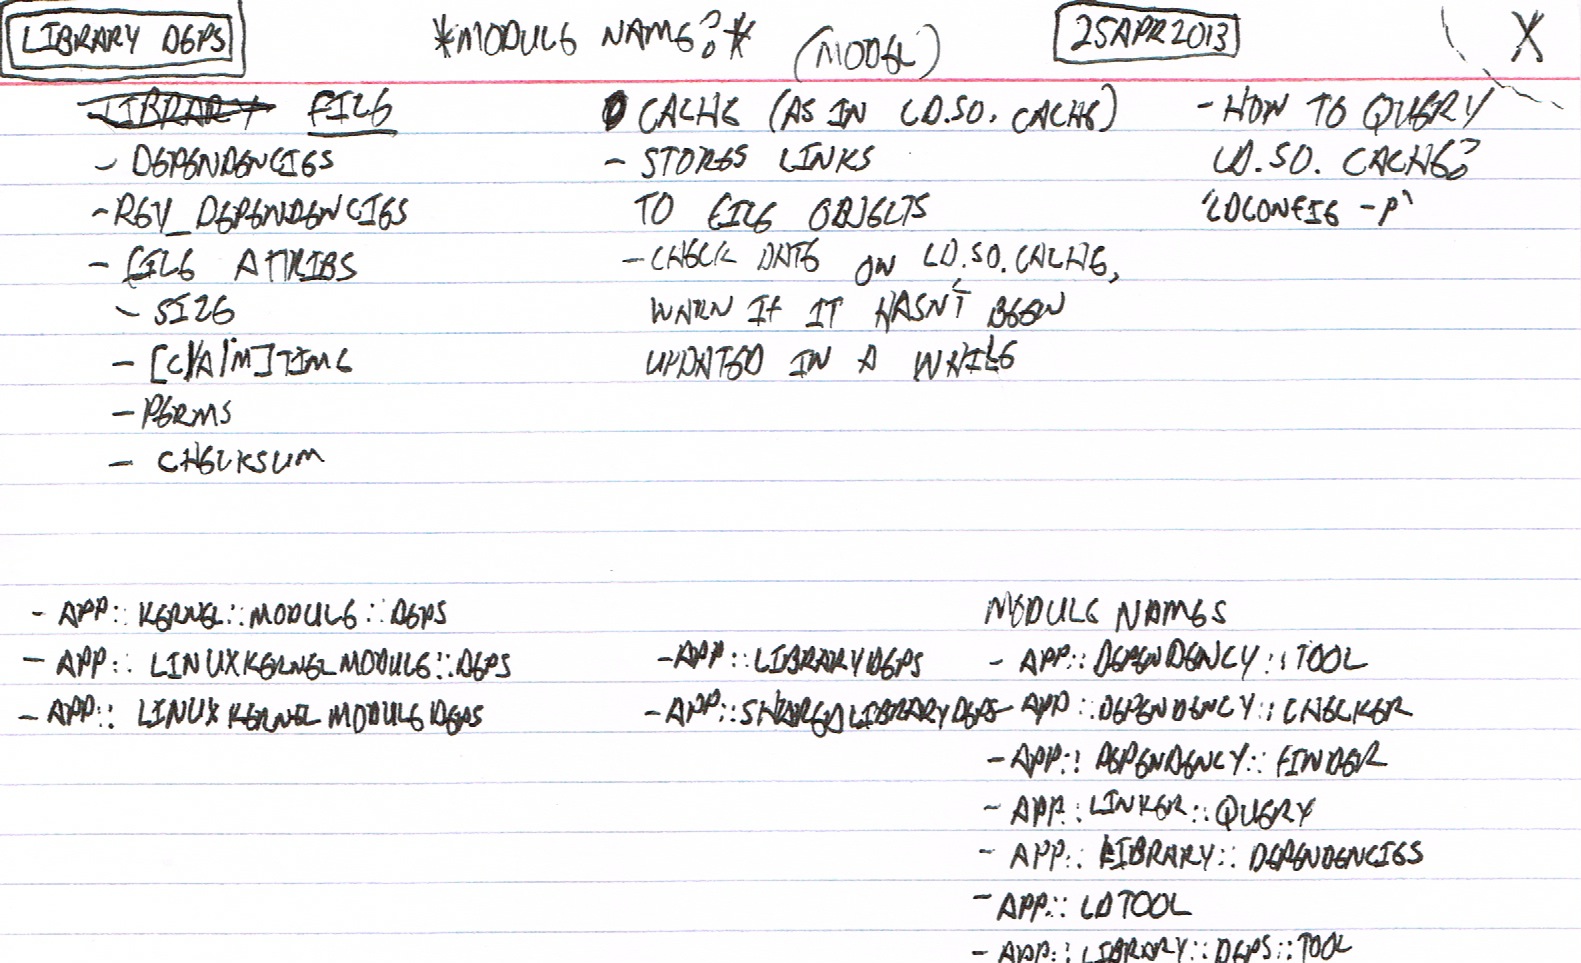 LIBRARY DEPS
*MODULE NAME?*
(MODEL)
25APR2013
X
LIBRARY FILE
- DEPENDENCIES
- REV_DEPENDENCIES
- FILE ATTRIBS
- SIZE
- [C|A|M]TIME
- PERMS
- CHECKSUM
CACHE (AS IN LD.SO.CACHE)
- STORES LINKS
TO FILE OBJECTS
- CHECK DATE ON LD.SO.CACHE,
WARN IF IT HASN'T BEEN
UPDATED IN A WHILE
- HOW TO QUERY
LD.SO.CACHE?
'LDCONFIG -P'
- APP::KERNEL::MODULE::DEPS
- APP::LINUXKERNELMODULE::DEPS
- APP::LINUXKERNELMODULEDEPS
- APP::LIBRARYDEPS
- APP::SHAREDLIBRARYDEPS
MODULE NAMES
- APP::DEPENDENCY::TOOL
- APP::DEPENDENCY::CHECKER
- APP::DEPENDENCY::FINDER
- APP::LINKER::QUERY
- APP::LIBRARY::DEPENDENCIES
- APP::LDTOOL
- APP::LIBRARY::DEPS::TOOL